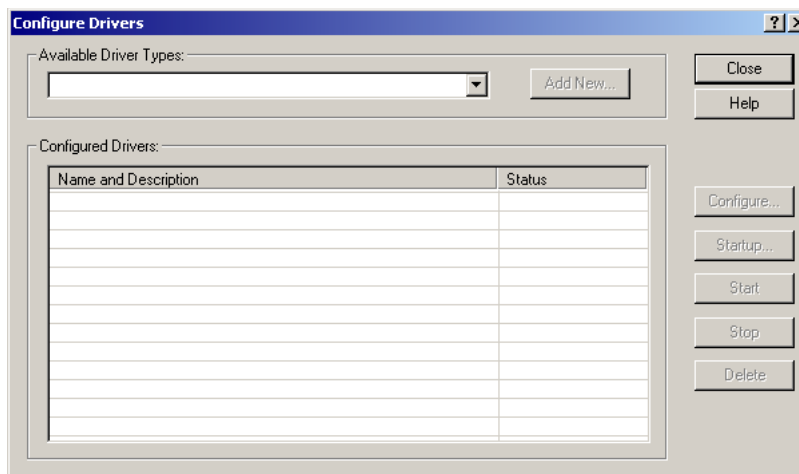 Configure Drivers
Available Driver Types:
Add New...
Close
Help
Configured Drivers:
Name and Description Status
Configure...
Startup...
Start
Stop
Delete